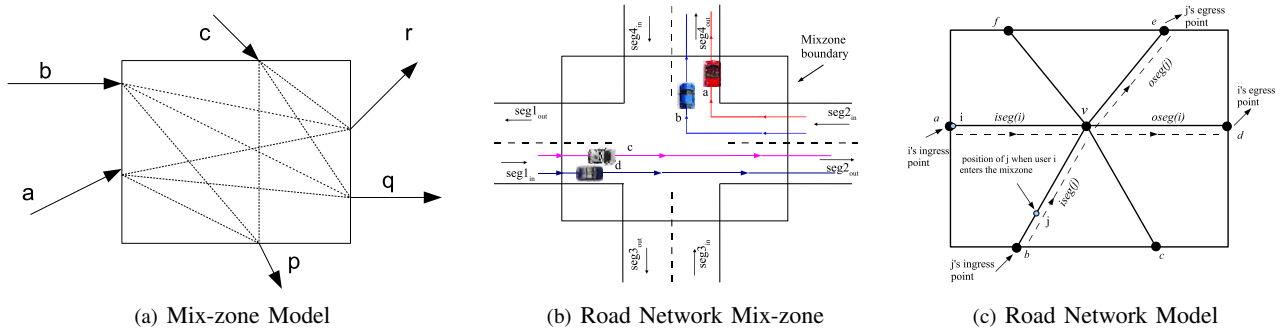 c
r
b
a
q
p
(a) Mix-zone Model
seg4in
seg4out
Mixzone
boundary
a
b
seg1out
seg2in
c
d
seg1in
seg2out
seg3out
seg3in
(b) Road Network Mix-zone
j's egress
point
f
e
oseg(j)
i's egress
point
iseg(i)
v
oseg(i)
a
i
d
i's ingress
point
position of j when user i
enters the mixzone
iseg(j)
j
j's ingress
point
b
c
(c) Road Network Model